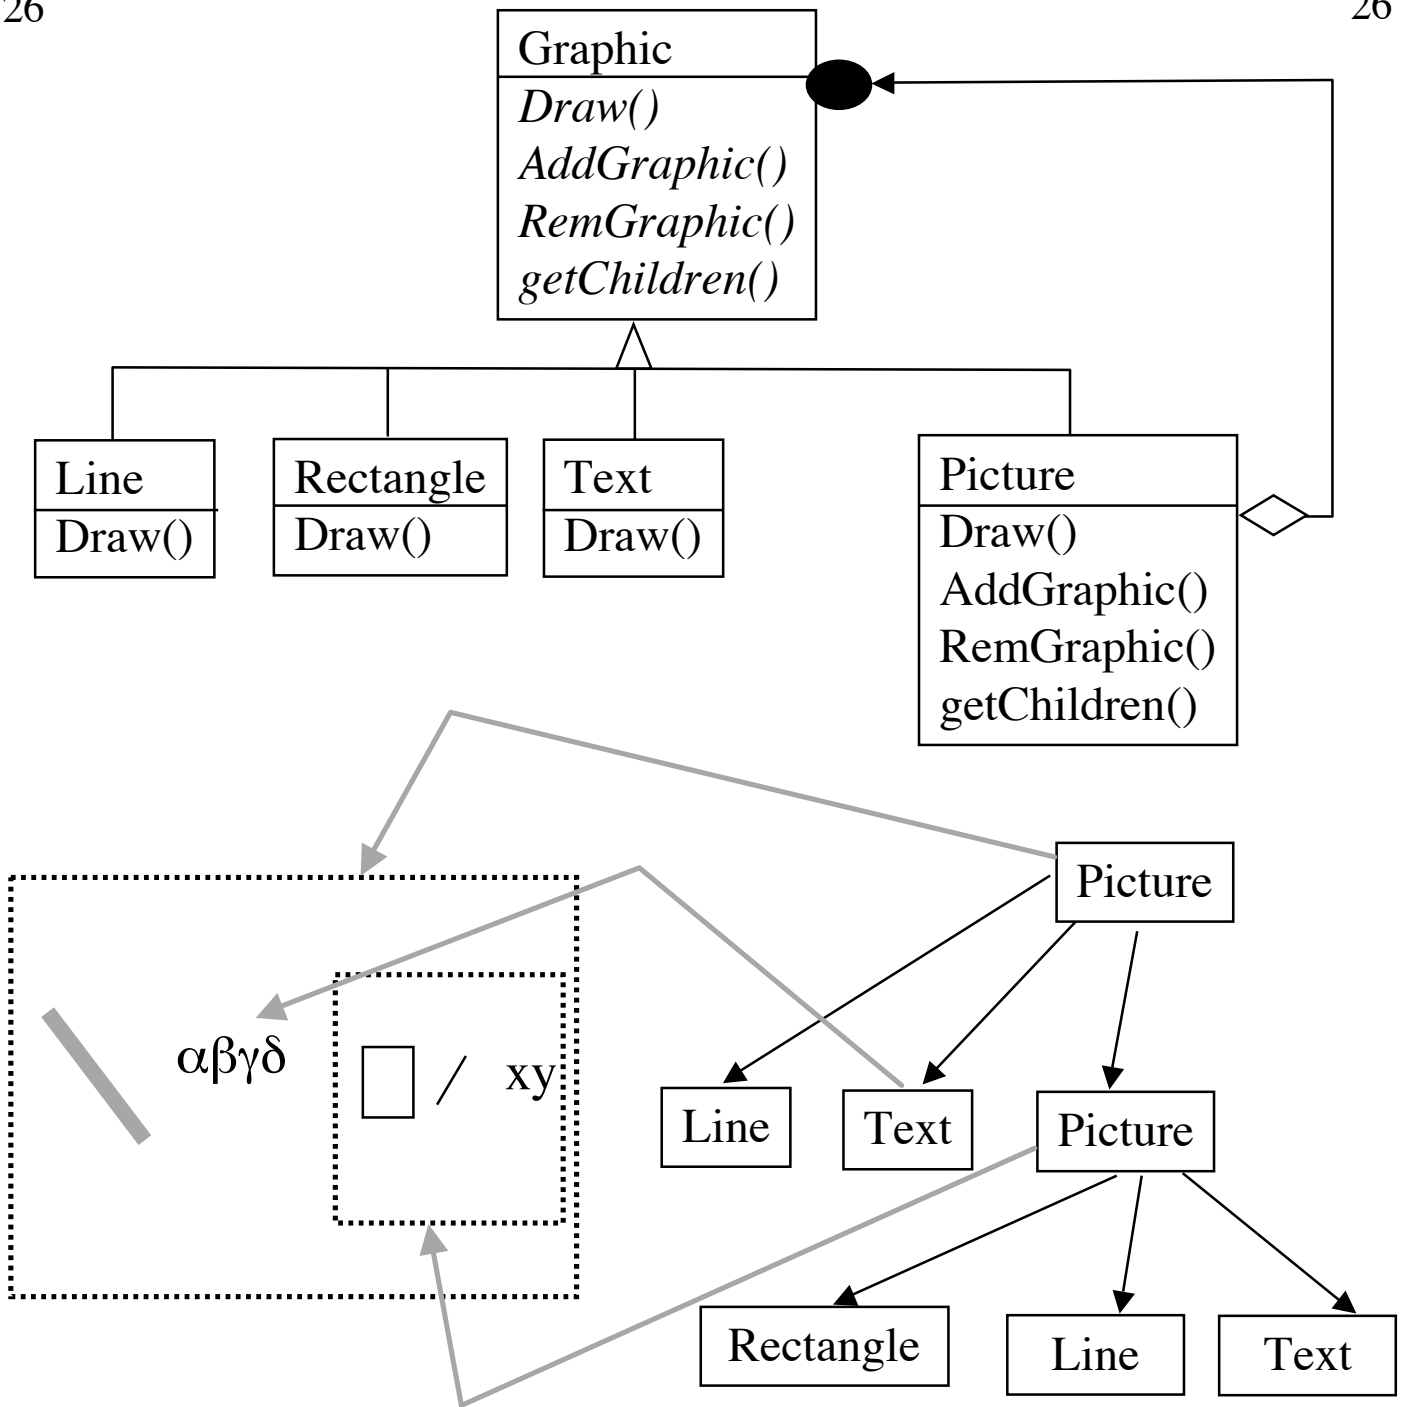 26 26
Graphic
Draw()
AddGraphic()
RemGraphic()
getChildren()
Line
Draw()
Rectangle
Draw()
Text
Draw()
Picture
Draw()
AddGraphic()
RemGraphic()
getChildren()
Picture
αβγδ
xy
Line
Text
Picture
Rectangle
Line
Text